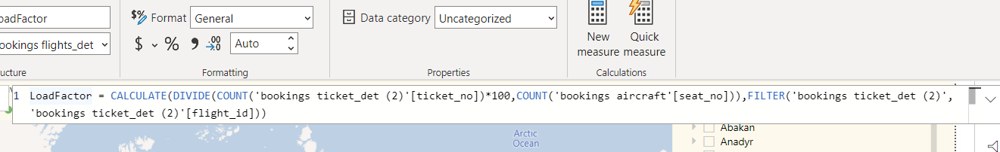 oadFactor
$% Format General
Data category Uncategorized
ookings flights_det
$ % 9 .00 →.0 Auto
New measure
Quick measure
ucture
Formatting
Properties
Calculations
1 LoadFactor = CALCULATE(DIVIDE(COUNT('bookings ticket_det (2)'[ticket_no])*100,COUNT('bookings aircraft'[seat_no])),FILTER('bookings ticket_det (2)',
'bookings ticket_det (2)'[flight_id]))
Arctic
Ocean
Abakan
Anadyr